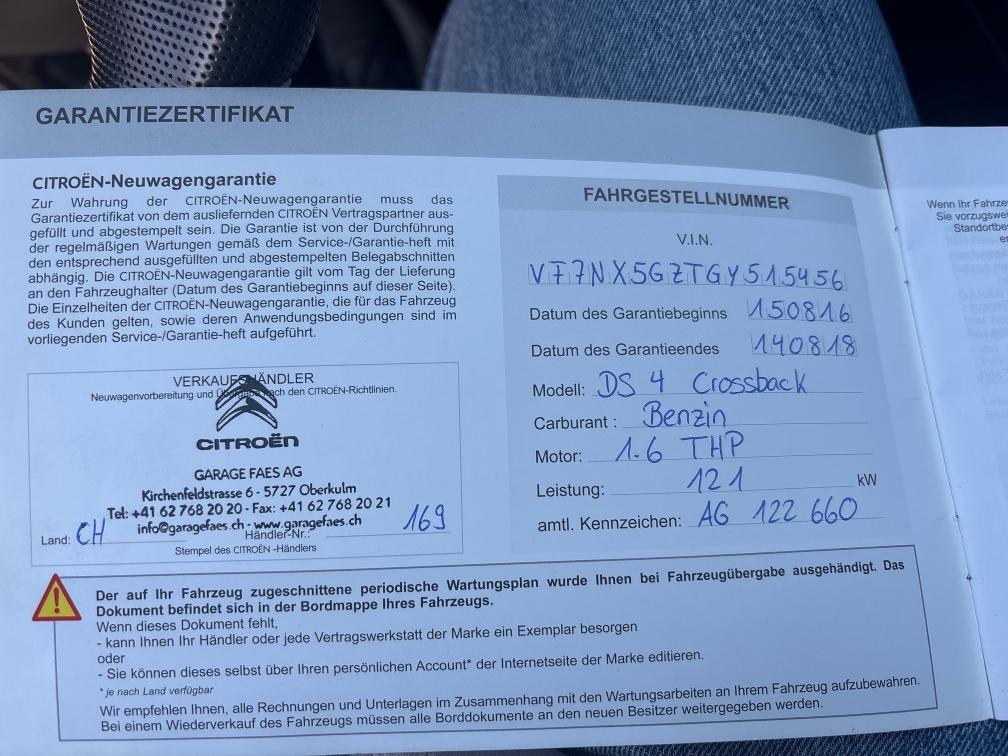 GARANTIEZERTIFIKAT
CITROËN-Neuwagengarantie
Zur Wahrung der CITROËN-Neuwagengarantie muss das
Garantiezertifikat von dem ausliefernden CITROËN Vertragspartner aus-
gefüllt und abgestempelt sein. Die Garantie ist von der Durchführung
der regelmäßigen Wartungen gemäß dem Service-/Garantie-heft mit
den entsprechend ausgefüllten und abgestempelten Belegabschnitten
abhängig. Die CITROËN-Neuwagengarantie gilt vom Tag der Lieferung
an den Fahrzeughalter (Datum des Garantiebeginns auf dieser Seite).
Die Einzelheiten der CITROËN-Neuwagengarantie, die für das Fahrzeug
des Kunden gelten, sowie deren Anwendungsbedingungen sind im
vorliegenden Service-/Garantie-heft aufgeführt.
VERKAUFSHÄNDLER
Neuwagenvorbereitung und Übergabe nach den CITROËN-Richtlinien.
CITROËN
GARAGE FAES AG
Kirchenfeldstrasse 6 - 5727 Oberkulm
Tel: +41 62 768 20 20 - Fax: +41 62 768 20 21
info@garagefaes.ch - www.garagefaes.ch
Land: CH Händler-Nr.: 169
Stempel des CITROËN -Händlers
FAHRGESTELLNUMMER
V.I.N.
VF7NX5GZTGY515456
Datum des Garantiebeginns 150816
Datum des Garantieendes 140818
Modell: DS 4 Crossback
Carburant : Benzin
Motor: 1.6 THP
Leistung: 121 kW
amtl. Kennzeichen: AG 122 660
Der auf Ihr Fahrzeug zugeschnittene periodische Wartungsplan wurde Ihnen bei Fahrzeugübergabe ausgehändigt. Das
Dokument befindet sich in der Bordmappe Ihres Fahrzeugs.
Wenn dieses Dokument fehlt,
- kann Ihnen Ihr Händler oder jede Vertragswerkstatt der Marke ein Exemplar besorgen
oder
- Sie können dieses selbst über Ihren persönlichen Account* der Internetseite der Marke editieren.
* je nach Land verfügbar
Wir empfehlen Ihnen, alle Rechnungen und Unterlagen im Zusammenhang mit den Wartungsarbeiten an Ihrem Fahrzeug aufzubewahren.
Bei einem Wiederverkauf des Fahrzeugs müssen alle Borddokumente an den neuen Besitzer weitergegeben werden.
Wenn Ihr
Sie